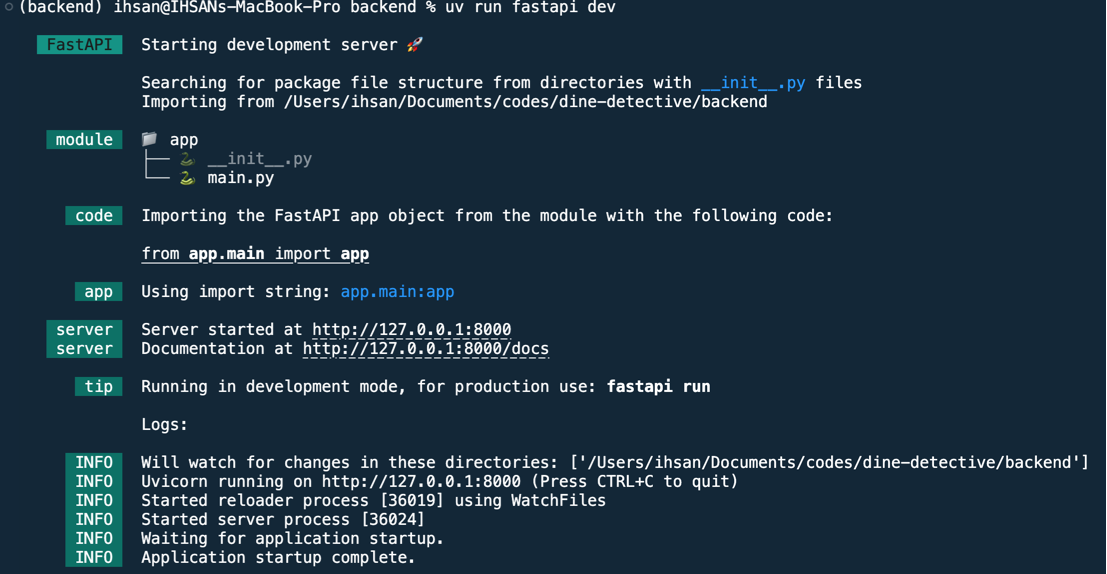 (backend) ihsan@IHSANs-MacBook-Pro backend % uv run fastapi dev
FastAPI Starting development server 🚀
Searching for package file structure from directories with __init__.py files
Importing from /Users/ihsan/Documents/codes/dine-detective/backend
module 📁 app
├── 🐍 __init__.py
└── 🐍 main.py
code Importing the FastAPI app object from the module with the following code:
from app.main import app
app Using import string: app.main:app
server Server started at http://127.0.0.1:8000
server Documentation at http://127.0.0.1:8000/docs
tip Running in development mode, for production use: fastapi run
Logs:
INFO Will watch for changes in these directories: ['/Users/ihsan/Documents/codes/dine-detective/backend']
INFO Uvicorn running on http://127.0.0.1:8000 (Press CTRL+C to quit)
INFO Started reloader process [36019] using WatchFiles
INFO Started server process [36024]
INFO Waiting for application startup.
INFO Application startup complete.